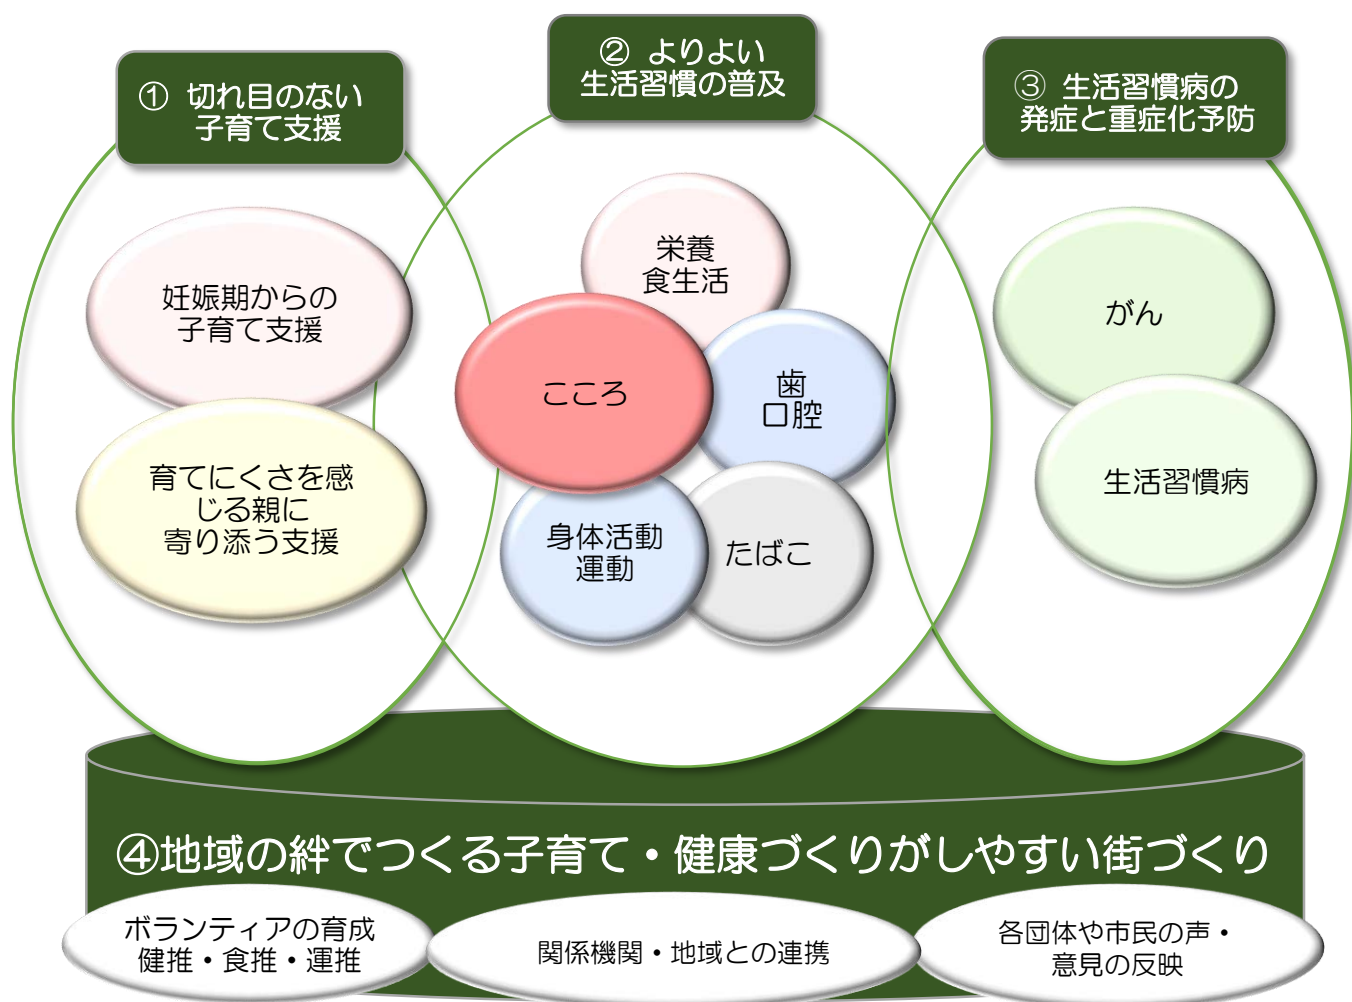 ① 切れ目のない
子育て支援
② よりよい
生活習慣の普及
③ 生活習慣病の
発症と重症化予防
妊娠期からの
子育て支援
育てにくさを感
じる親に
寄り添う支援
栄養
食生活
こころ
歯
口腔
身体活動
運動
たばこ
がん
生活習慣病
④地域の絆でつくる子育て・健康づくりがしやすい街づくり
ボランティアの育成
健推・食推・運推
関係機関・地域との連携
各団体や市民の声・
意見の反映